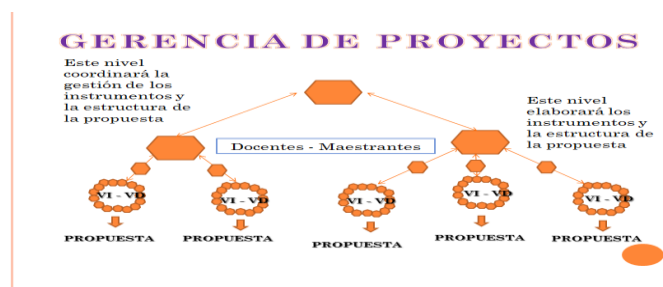 GERENCIA DE PROYECTOS
Este nivel
coordinará la
gestión de los
instrumentos y
la estructura de
la propuesta
Este nivel
elaborará los
instrumentos y
la estructura de
la propuesta
Docentes - Maestrantes
VI - VD
VI - VD
VI - VD
VI - VD
VI - VD
PROPUESTA
PROPUESTA
PROPUESTA
PROPUESTA
PROPUESTA